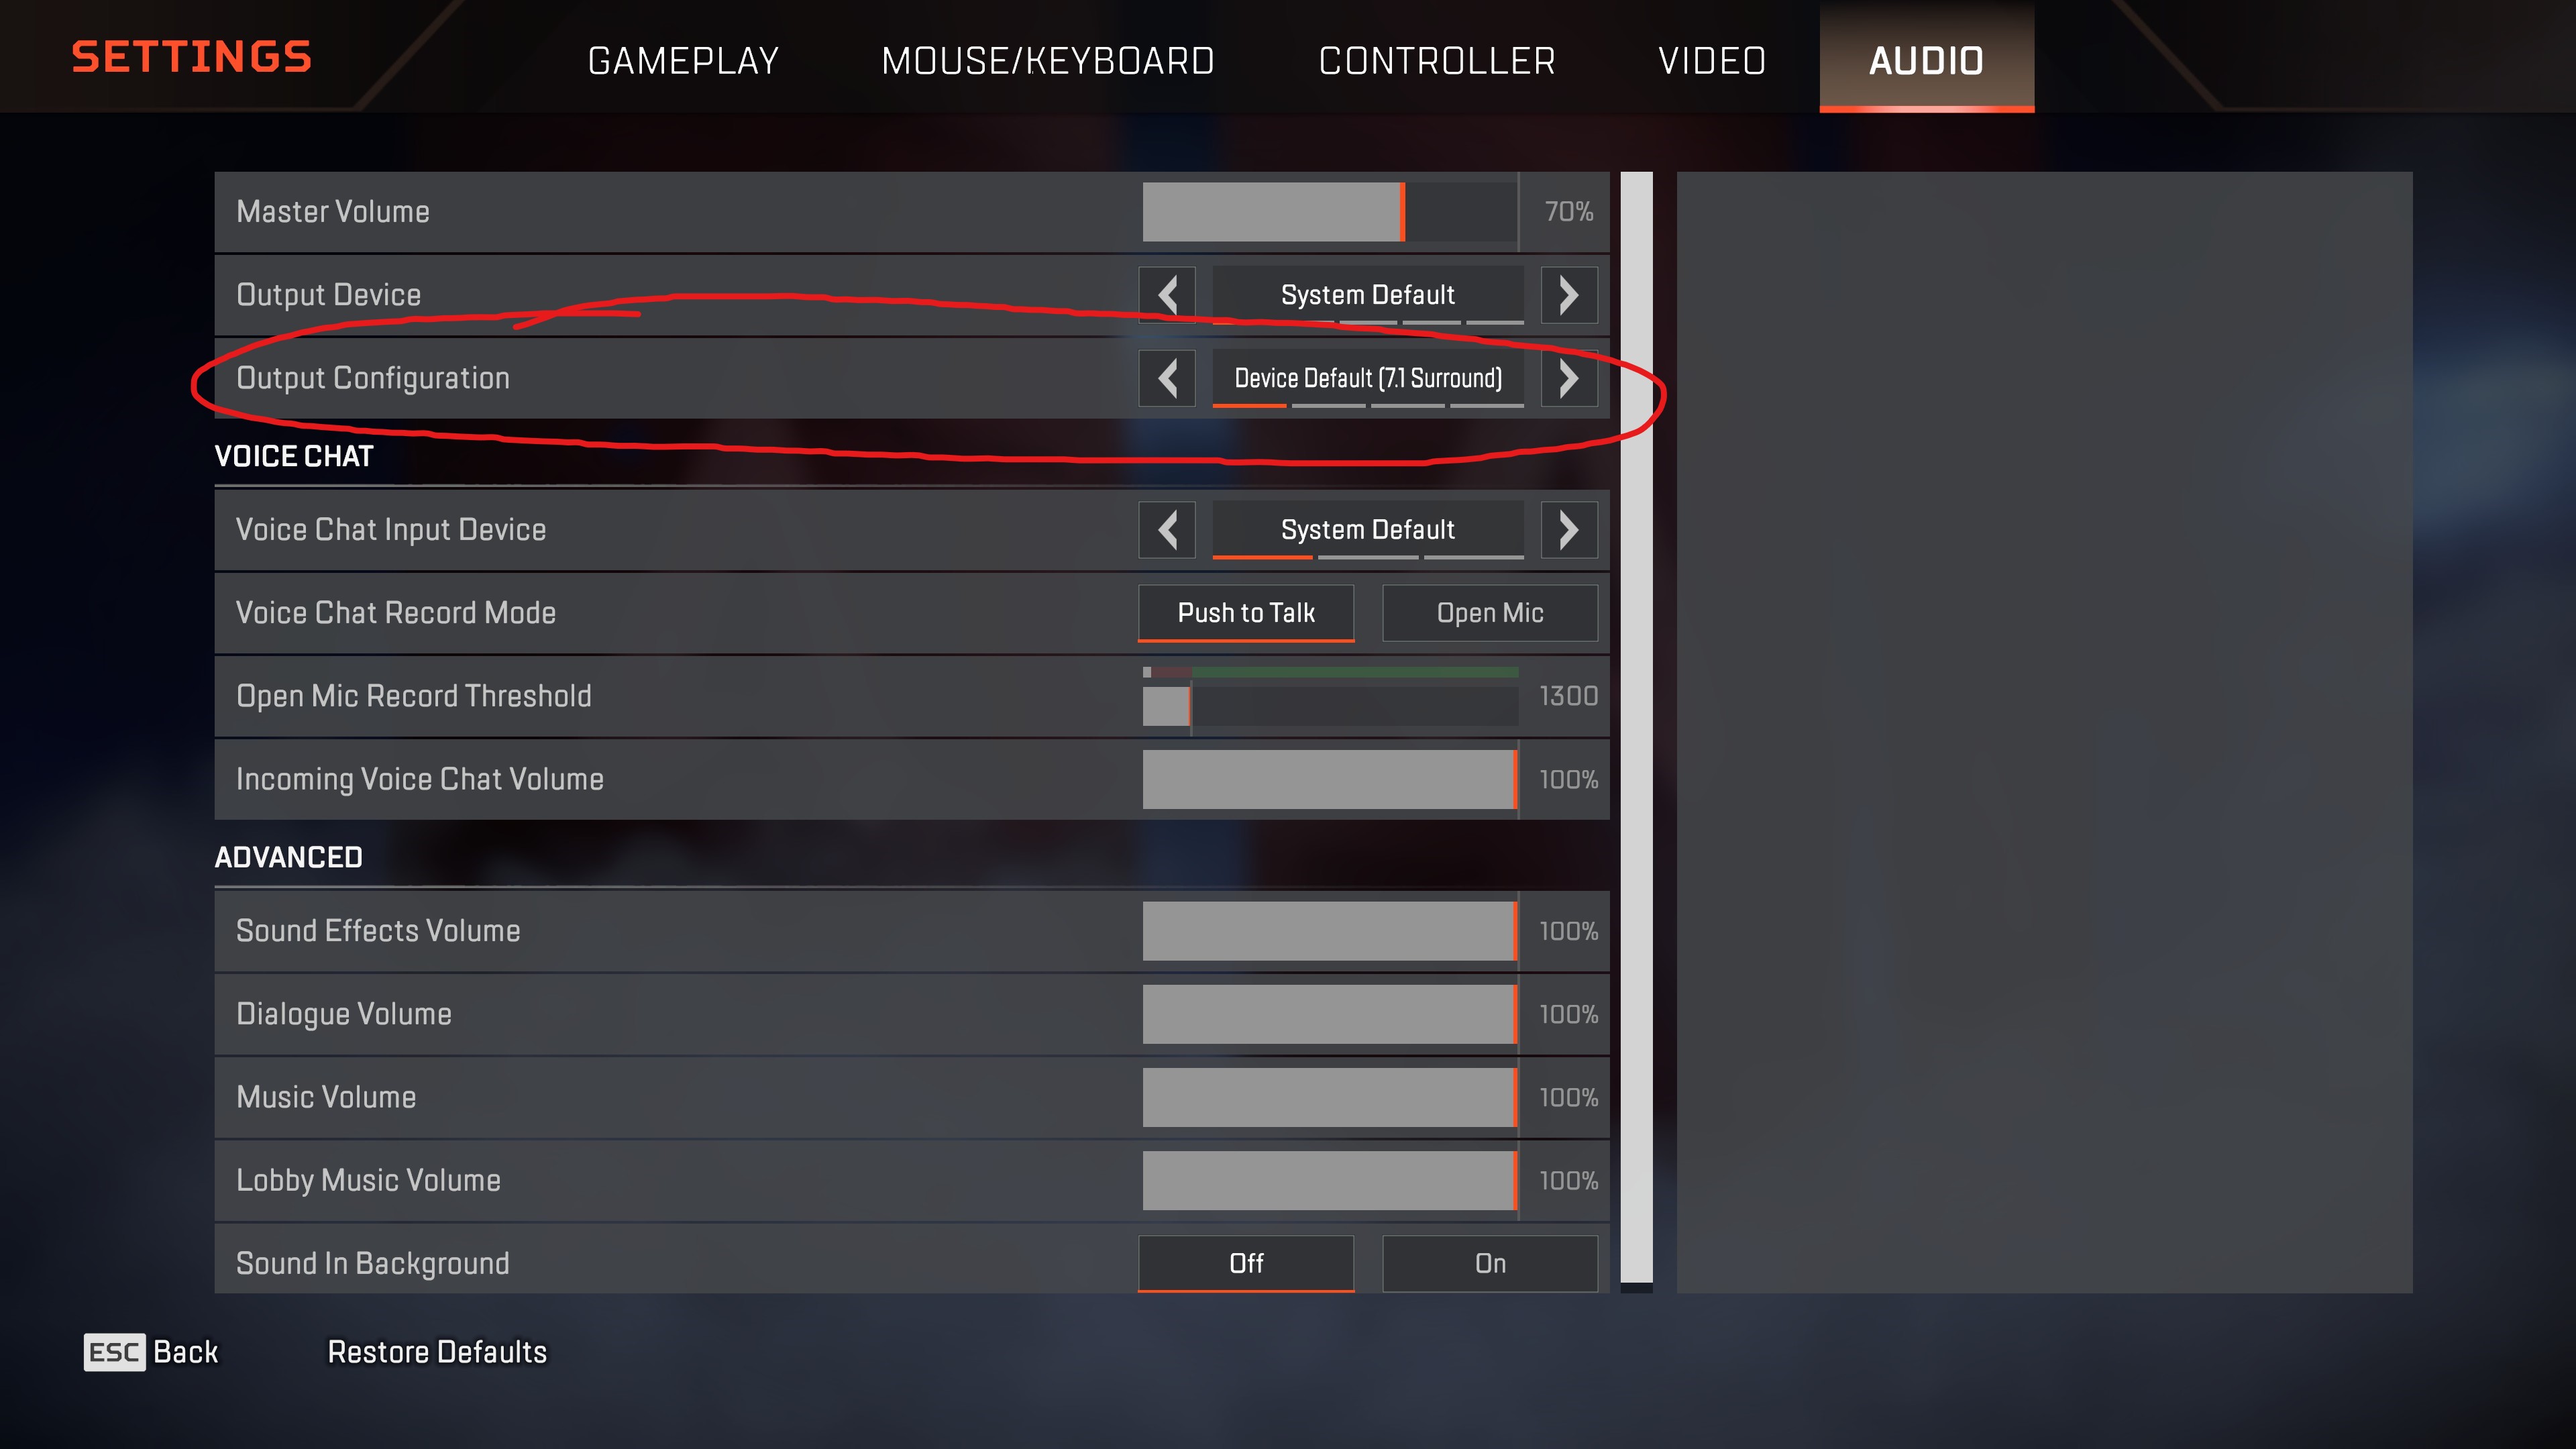 SETTINGS
GAMEPLAY MOUSE/KEYBOARD CONTROLLER VIDEO AUDIO
Master Volume 70%
Output Device System Default
Output Configuration Device Default (7.1 Surround)
VOICE CHAT
Voice Chat Input Device System Default
Voice Chat Record Mode Push to Talk Open Mic
Open Mic Record Threshold 1300
Incoming Voice Chat Volume 100%
ADVANCED
Sound Effects Volume 100%
Dialogue Volume 100%
Music Volume 100%
Lobby Music Volume 100%
Sound In Background Off On
ESC Back Restore Defaults